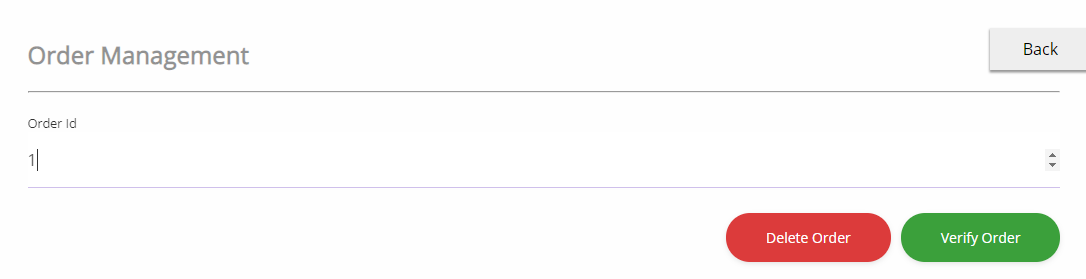 Order Management
Back
Order Id
1
Delete Order
Verify Order